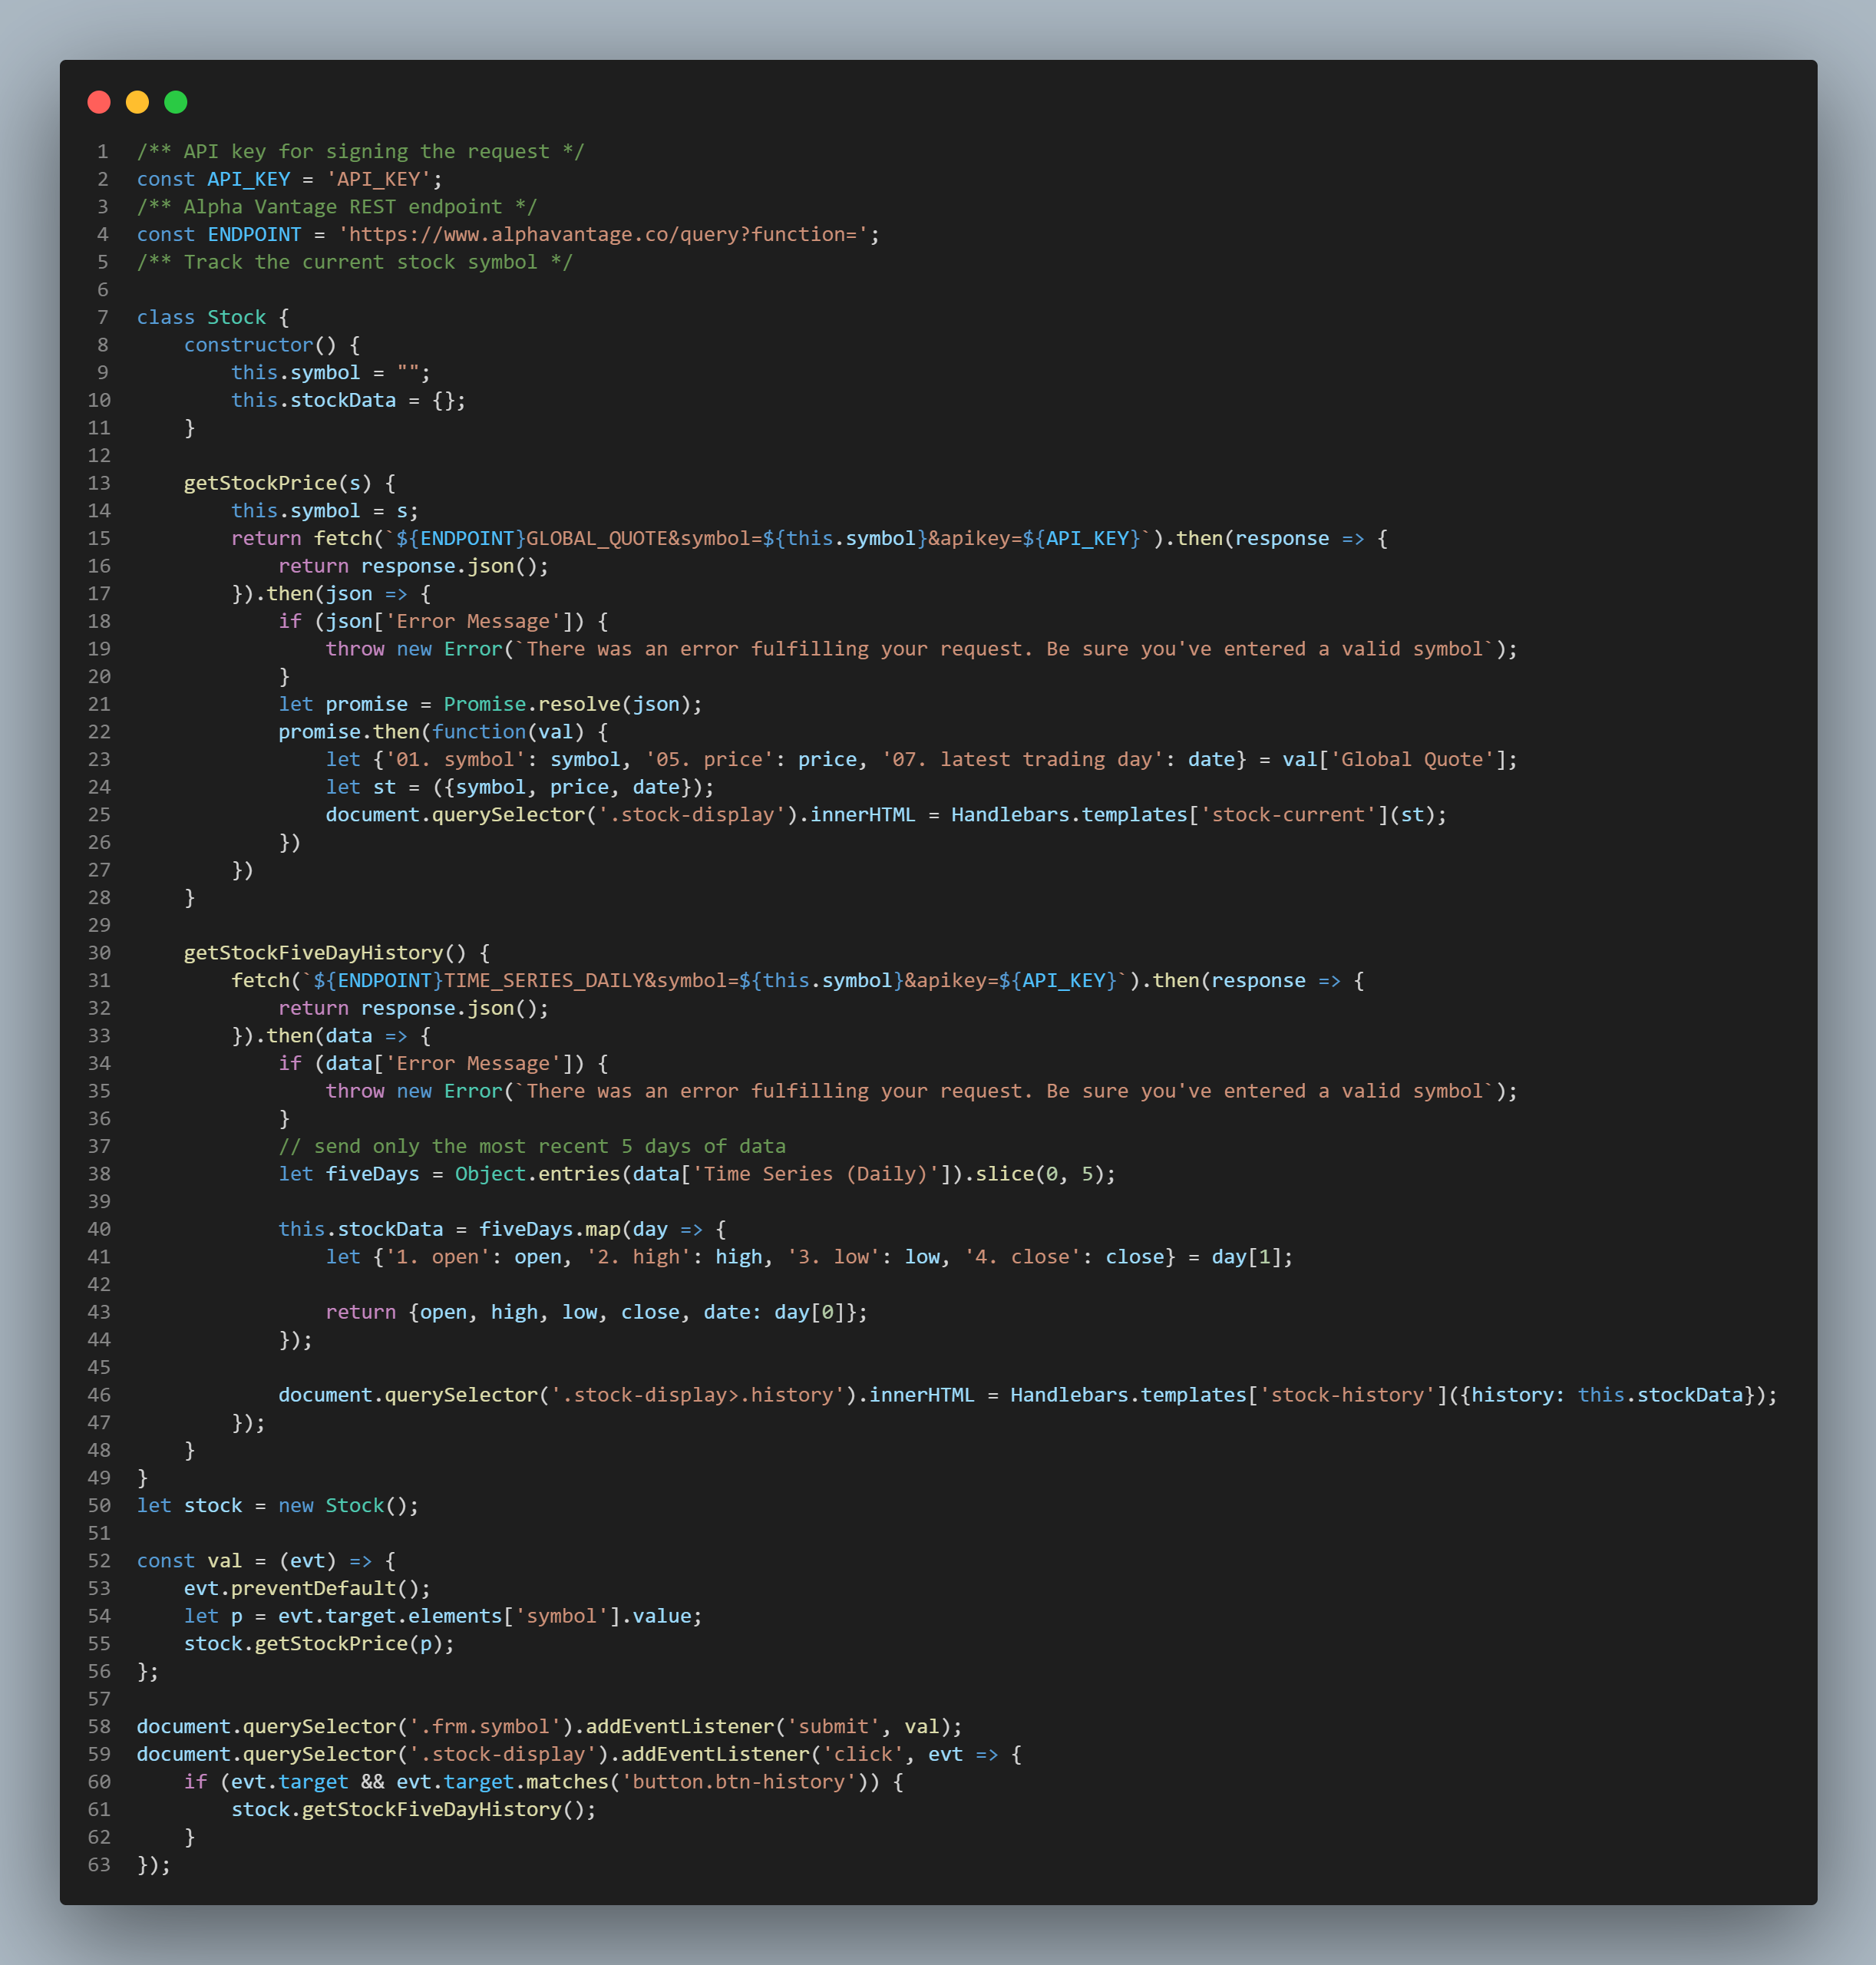 1 /** API key for signing the request */
2 const API_KEY = 'API_KEY';
3 /** Alpha Vantage REST endpoint */
4 const ENDPOINT = 'https://www.alphavantage.co/query?function=';
5 /** Track the current stock symbol */
6
7 class Stock {
8     constructor() {
9         this.symbol = "";
10         this.stockData = {};
11     }
12
13     getStockPrice(s) {
14         this.symbol = s;
15         return fetch(`${ENDPOINT}GLOBAL_QUOTE&symbol=${this.symbol}&apikey=${API_KEY}`).then(response => {
16             return response.json();
17         }).then(json => {
18             if (json['Error Message']) {
19                 throw new Error(`There was an error fulfilling your request. Be sure you've entered a valid symbol`);
20             }
21             let promise = Promise.resolve(json);
22             promise.then(function(val) {
23                 let {'01. symbol': symbol, '05. price': price, '07. latest trading day': date} = val['Global Quote'];
24                 let st = ({symbol, price, date});
25                 document.querySelector('.stock-display').innerHTML = Handlebars.templates['stock-current'](st);
26             })
27         })
28     }
29
30     getStockFiveDayHistory() {
31         fetch(`${ENDPOINT}TIME_SERIES_DAILY&symbol=${this.symbol}&apikey=${API_KEY}`).then(response => {
32             return response.json();
33         }).then(data => {
34             if (data['Error Message']) {
35                 throw new Error(`There was an error fulfilling your request. Be sure you've entered a valid symbol`);
36             }
37             // send only the most recent 5 days of data
38             let fiveDays = Object.entries(data['Time Series (Daily)']).slice(0, 5);
39
40             this.stockData = fiveDays.map(day => {
41                 let {'1. open': open, '2. high': high, '3. low': low, '4. close': close} = day[1];
42
43                 return {open, high, low, close, date: day[0]};
44             });
45
46             document.querySelector('.stock-display>.history').innerHTML = Handlebars.templates['stock-history']({history: this.stockData});
47         });
48     }
49 }
50 let stock = new Stock();
51
52 const val = (evt) => {
53     evt.preventDefault();
54     let p = evt.target.elements['symbol'].value;
55     stock.getStockPrice(p);
56 };
57
58 document.querySelector('.frm.symbol').addEventListener('submit', val);
59 document.querySelector('.stock-display').addEventListener('click', evt => {
60     if (evt.target && evt.target.matches('button.btn-history')) {
61         stock.getStockFiveDayHistory();
62     }
63 });